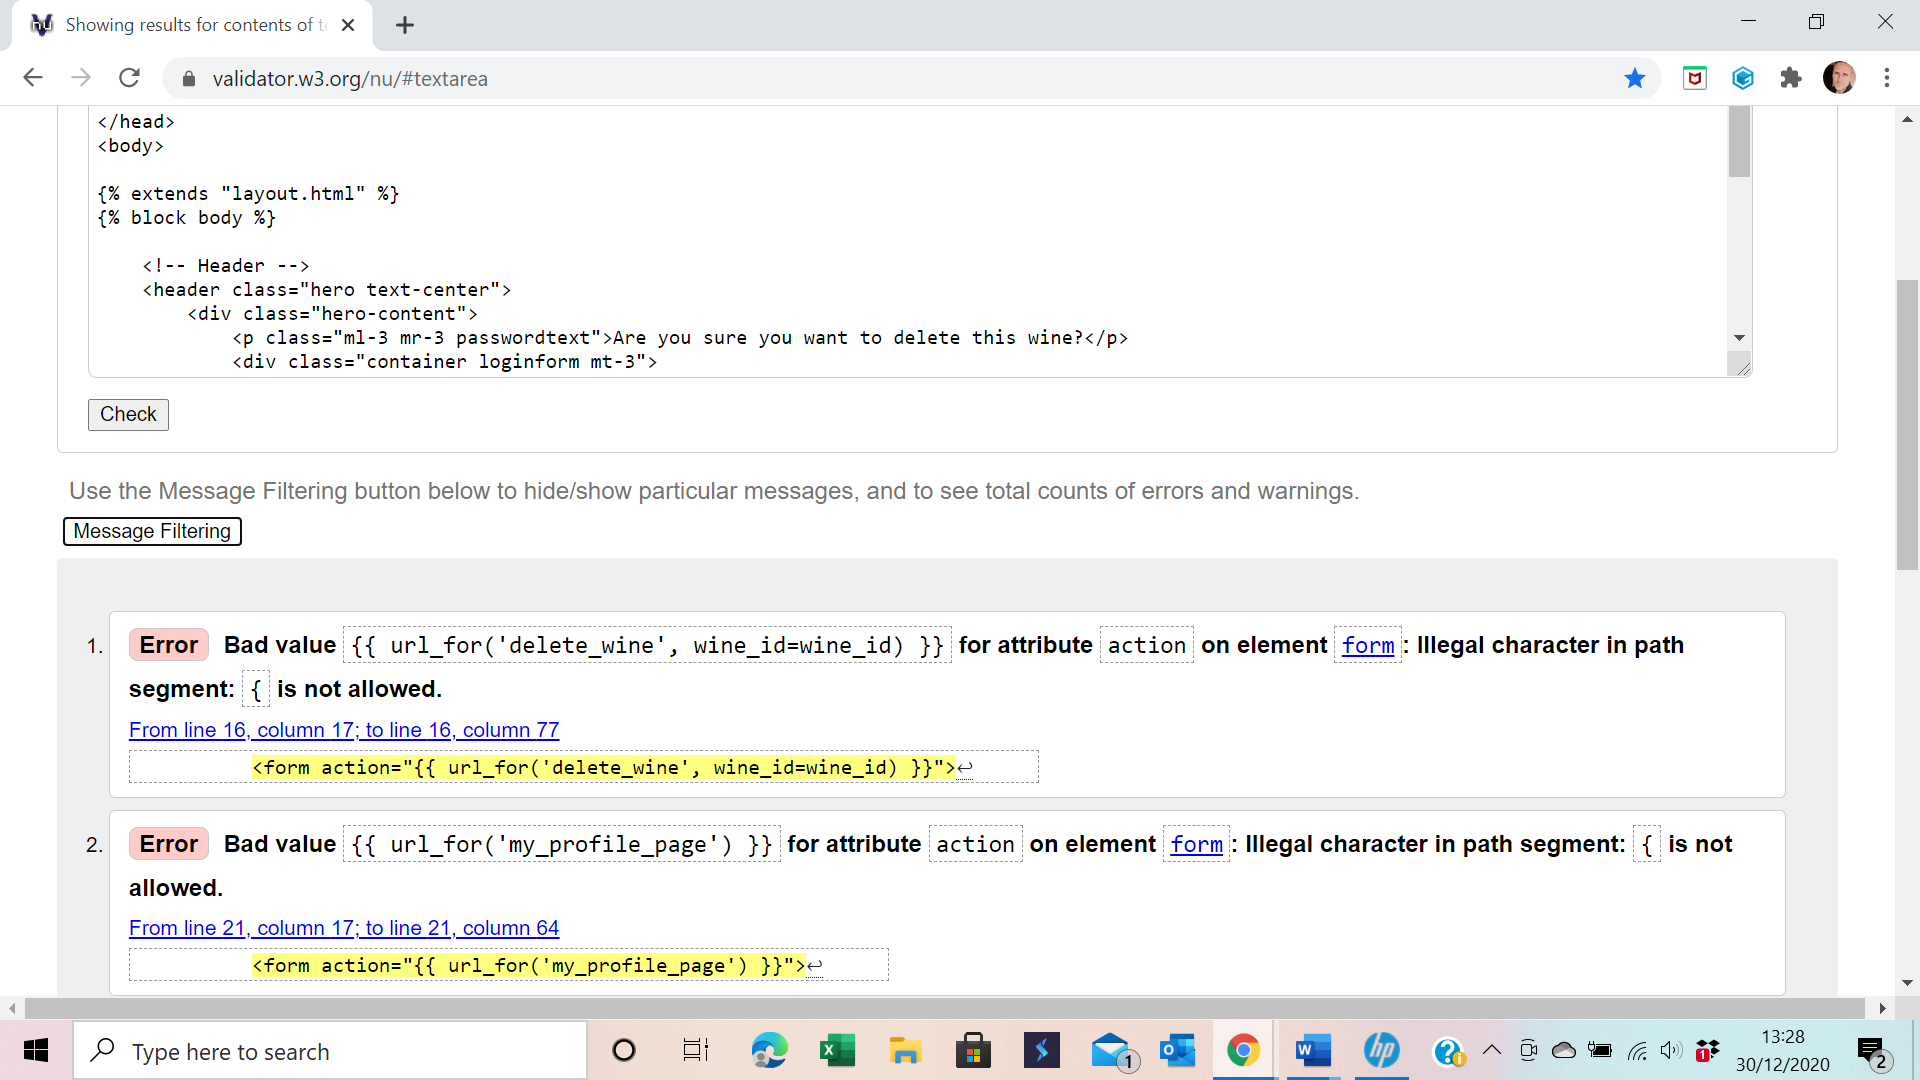 Showing results for contents of te
validator.w3.org/nu/#textarea
</head>
<body>
{% extends "layout.html" %}
{% block body %}
<!-- Header -->
<header class="hero text-center">
<div class="hero-content">
<p class="ml-3 mr-3 passwordtext">Are you sure you want to delete this wine?</p>
<div class="container loginform mt-3">
Check
Use the Message Filtering button below to hide/show particular messages, and to see total counts of errors and warnings.
Message Filtering
1. Error Bad value {{ url_for('delete_wine', wine_id=wine_id) }} for attribute action on element form: Illegal character in path
segment: { is not allowed.
From line 16, column 17; to line 16, column 77
<form action="{{ url_for('delete_wine', wine_id=wine_id) }}">↩
2. Error Bad value {{ url_for('my_profile_page') }} for attribute action on element form: Illegal character in path segment: { is not
allowed.
From line 21, column 17; to line 21, column 64
<form action="{{ url_for('my_profile_page') }}">↩
Type here to search
1
1
13:28
30/12/2020
2